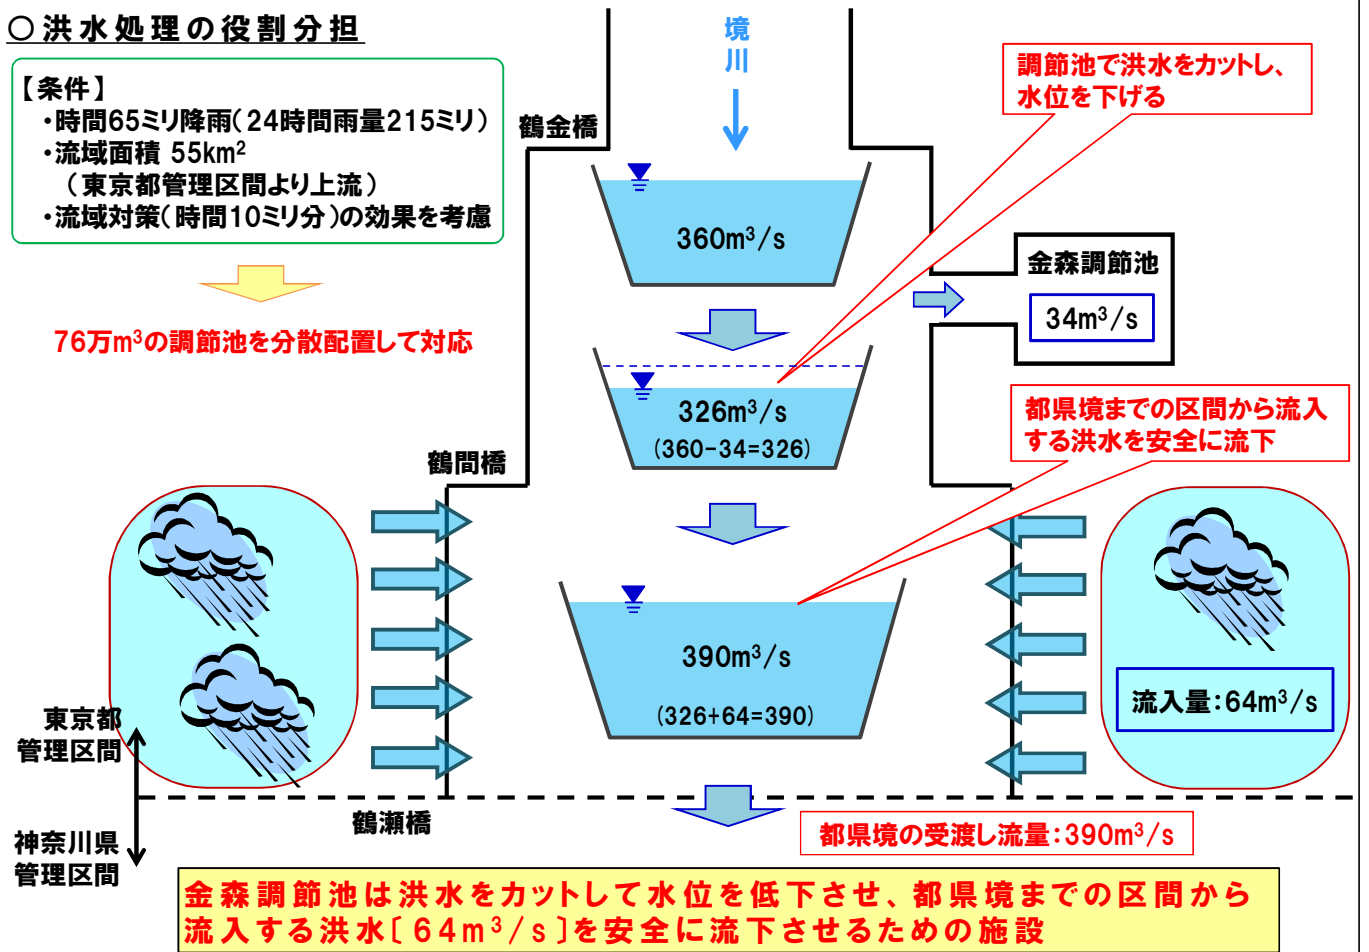 ○洪水処理の役割分担
【条件】
・時間65ミリ降雨（24時間雨量215ミリ）
・流域面積 55km²
（東京都管理区間より上流）
・流域対策（時間10ミリ分）の効果を考慮
76万m³の調節池を分散配置して対応
境川
鶴金橋
調節池で洪水をカットし、
水位を下げる
360m³/s
金森調節池
34m³/s
326m³/s
(360-34=326)
都県境までの区間から流入
する洪水を安全に流下
鶴間橋
390m³/s
(326+64=390)
流入量：64m³/s
東京都
管理区間
鶴瀬橋
神奈川県
管理区間
都県境の受渡し流量：390m³/s
金森調節池は洪水をカットして水位を低下させ、都県境までの区間から
流入する洪水〔64m³/s〕を安全に流下させるための施設